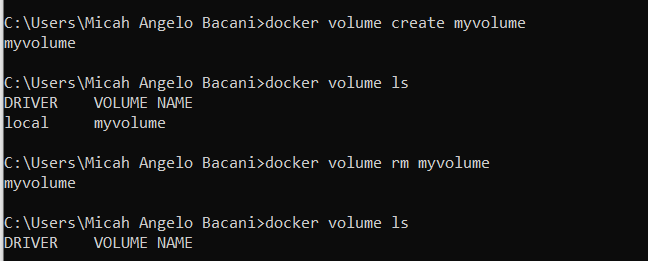 C:\Users\Micah Angelo Bacani>docker volume create myvolume
myvolume
C:\Users\Micah Angelo Bacani>docker volume ls
DRIVER    VOLUME NAME
local     myvolume
C:\Users\Micah Angelo Bacani>docker volume rm myvolume
myvolume
C:\Users\Micah Angelo Bacani>docker volume ls
DRIVER    VOLUME NAME